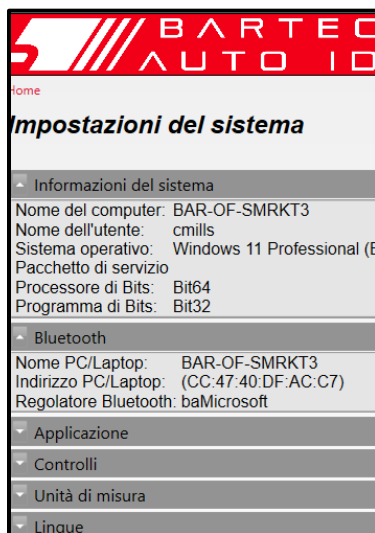 BARTEC
AUTO ID
Home
Impostazioni del sistema
Informazioni del sistema
Nome del computer: BAR-OF-SMRKT3
Nome dell'utente: cmills
Sistema operativo: Windows 11 Professional (
Pacchetto di servizio
Processore di Bits: Bit64
Programma di Bits: Bit32
Bluetooth
Nome PC/Laptop: BAR-OF-SMRKT3
Indirizzo PC/Laptop: (CC:47:40:DF:AC:C7)
Regolatore Bluetooth: baMicrosoft
Applicazione
Controlli
Unità di misura
Lingue